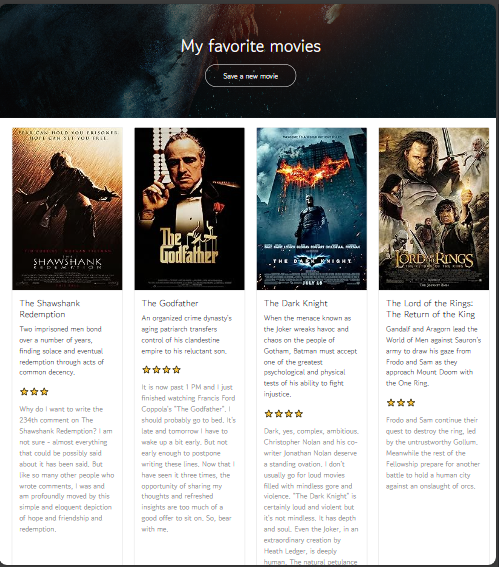 My favorite movies
Save a new movie
FEAR CAN HOLD YOU PRISONER
HOPE CAN SET YOU FREE
SHAWSHANK
REDEMPTION
The
Godfather
THE DARK KNIGHT
JULY 18
THE LORD OF THE RINGS
The Shawshank
Redemption
Two imprisoned men bond
over a number of years,
finding solace and eventual
redemption through acts of
common decency.
Why do I want to write the
234th comment on The
Shawshank Redemption? I am
not sure - almost everything
that could be possibly said
about it has been said. But
like so many other people who
wrote comments, I was and
am profoundly moved by this
simple and eloquent depiction
of hope and friendship and
redemption.
The Godfather
An organized crime dynasty's
aging patriarch transfers
control of his clandestine
empire to his reluctant son.
It is now past 1 PM and I just
finished watching Francis Ford
Coppola's "The Godfather". I
should probably go to bed. It's
late and tomorrow I have to
wake up a bit early. But not
early enough to postpone
writing these lines. Now that I
have seen it three times, the
opportunity of sharing my
thoughts and refreshed
insights are too much of a
good offer to sit on. So, bear
with me.
The Dark Knight
When the menace known as
the Joker wreaks havoc and
chaos on the people of
Gotham, Batman must accept
one of the greatest
psychological and physical
tests of his ability to fight
injustice.
Dark, yes, complex, ambitious.
Christopher Nolan and his co-
writer Jonathan Nolan deserve
a standing ovation. I don't
usually go for loud movies
filled with mindless gore and
violence. "The Dark Knight" is
certainly loud and violent but
it's not mindless. It has depth
and soul. Even the Joker, in an
extraordinary creation by
Heath Ledger, is deeply
human. The natural petulance
The Lord of the Rings:
The Return of the King
Gandalf and Aragorn lead the
World of Men against Sauron's
army to draw his gaze from
Frodo and Sam as they
approach Mount Doom with
the One Ring.
Frodo and Sam continue their
quest to destroy the ring, led
by the untrustworthy Gollum.
Meanwhile the rest of the
Fellowship prepare for another
battle to hold a human city
against an onslaught of orcs.